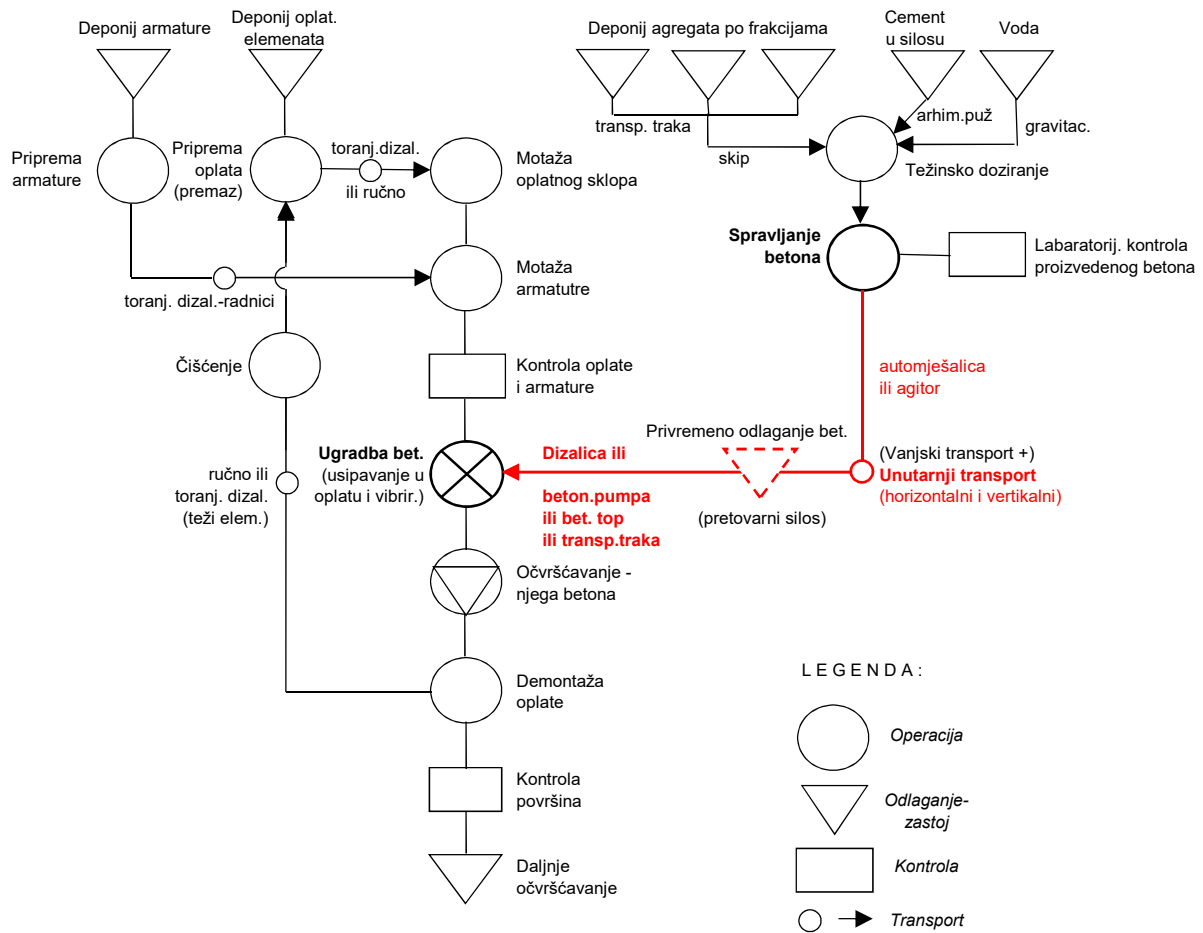 Deponij armature
Deponij oplat.
elemenata
Deponij agregata po frakcijama
Cement
u silosu
Voda
transp. traka
skip
arhim.puž
gravitac.
Težinsko doziranje
Priprema
armature
Priprema
oplata
(premaz)
toranj.dizal.
ili ručno
Motaža
oplatnog sklopa
Spravljanje
betona
Labaratorij. kontrola
proizvedenog betona
toranj. dizal.-radnici
Motaža
armatutre
Čišćenje
Kontrola oplate
i armature
automješalica
ili agitor
Privremeno odlaganje bet.
Ugradba bet.
(usipavanje u
oplatu i vibrir.)
Dizalica ili
beton.pumpa
ili bet. top
ili transp.traka
(pretovarni silos)
(Vanjski transport +)
Unutarnji transport
(horizontalni i vertikalni)
ručno ili
toranj. dizal.
(teži elem.)
Očvršćavanje -
njega betona
Demontaža
oplate
Kontrola
površina
Daljnje
očvršćavanje
LEGENDA:
Operacija
Odlaganje-
zastoj
Kontrola
Transport